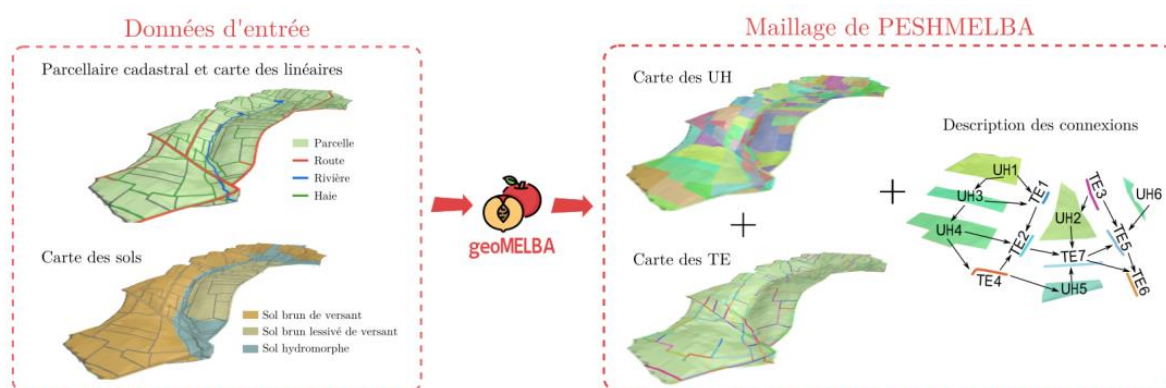 Données d'entrée
Parcellaire cadastral et carte des linéaires
Parcelle
Route
Rivière
Haie
Carte des sols
Sol brun de versant
Sol brun lessivé de versant
Sol hydromorphe
geoMELBA
Maillage de PESHMELBA
Carte des UH
+
Carte des TE
+
Description des connexions
UH1
TE1
TE3
UH6
UH3
UH2
UH4
TE2
TE5
TE7
TE4
UH5
TE6